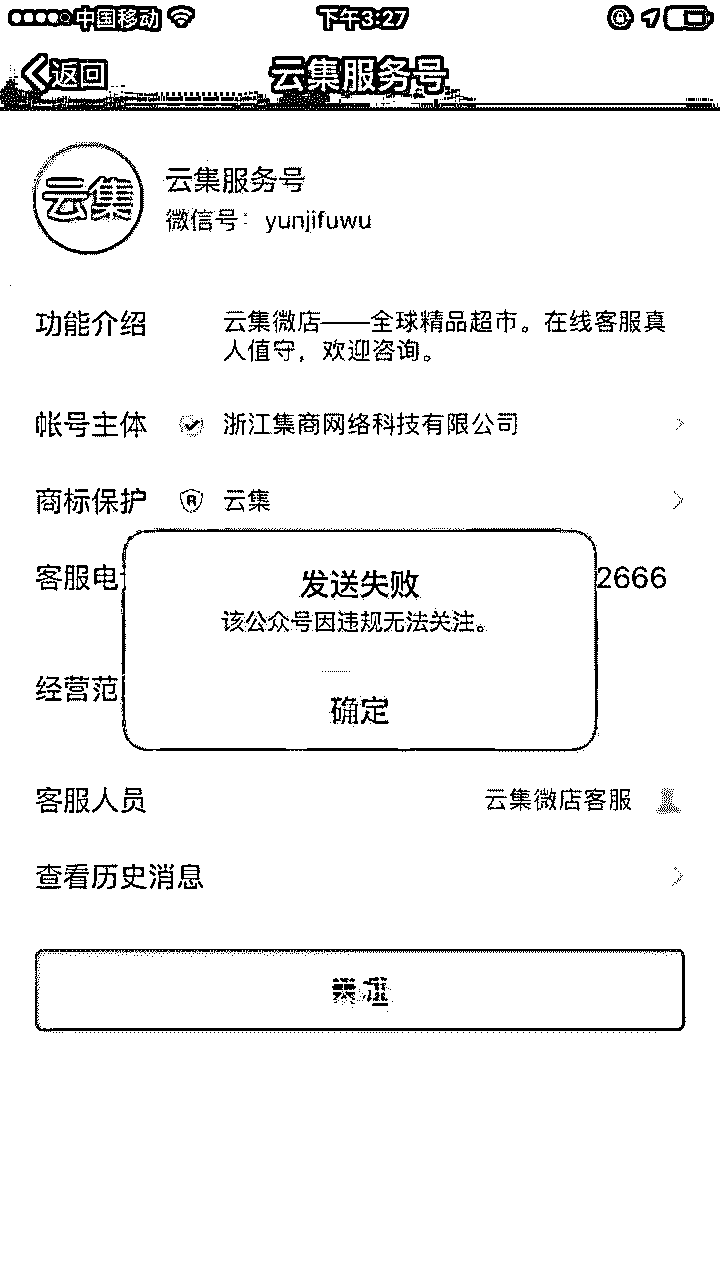 中国移动
下午3:27
返回
云集服务号
云集
云集服务号
微信号： yunjifuwu
功能介绍
云集微店——全球精品超市。在线客服真
人值守，欢迎咨询。
帐号主体
浙江集商网络科技有限公司
商标保护
R
云集
客服电
2666
发送失败
该公众号因违规无法关注。
经营范
确定
客服人员
云集微店客服
查看历史消息